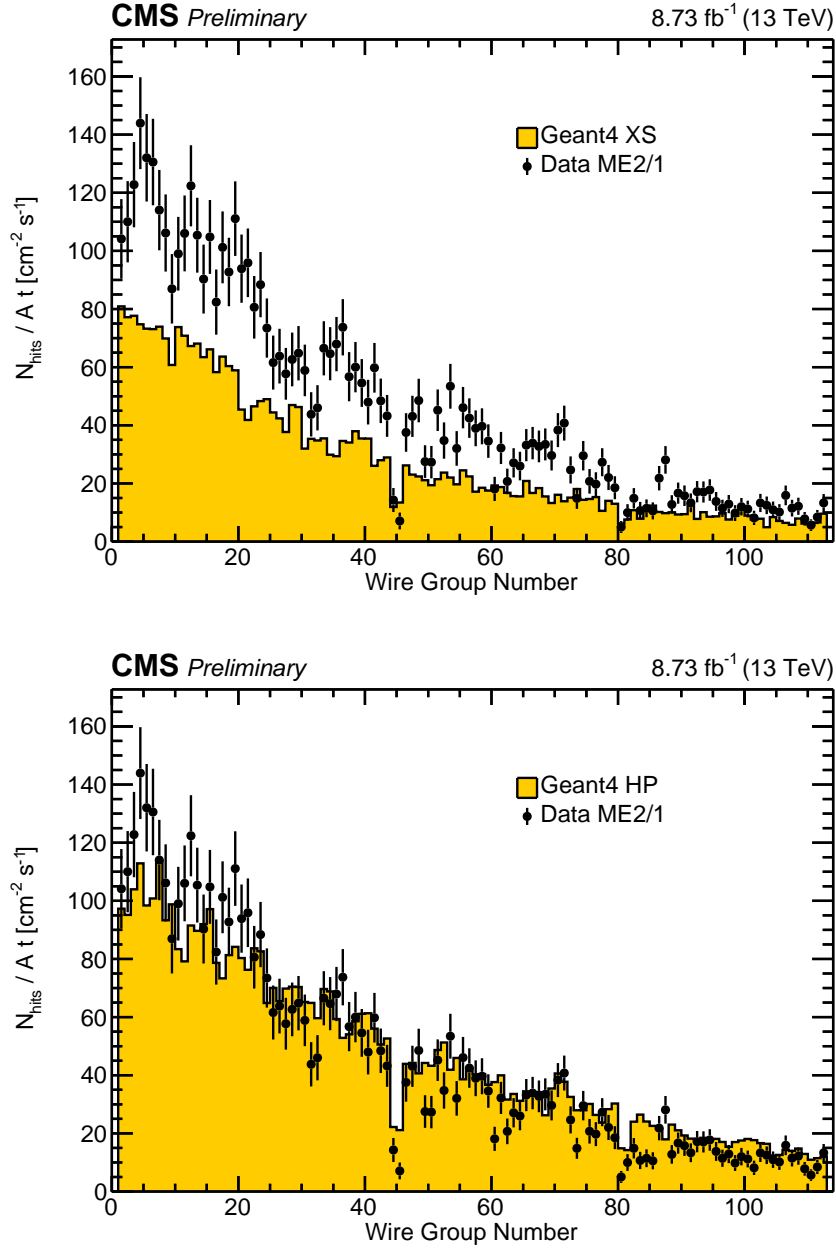 CMS Preliminary 8.73 fb⁻¹ (13 TeV)
160
140
120
100
80
60
40
20
0
N_hits / A t [cm⁻² s⁻¹]
Geant4 XS
Data ME2/1
0 20 40 60 80 100
Wire Group Number
CMS Preliminary 8.73 fb⁻¹ (13 TeV)
160
140
120
100
80
60
40
20
0
N_hits / A t [cm⁻² s⁻¹]
Geant4 HP
Data ME2/1
0 20 40 60 80 100
Wire Group Number